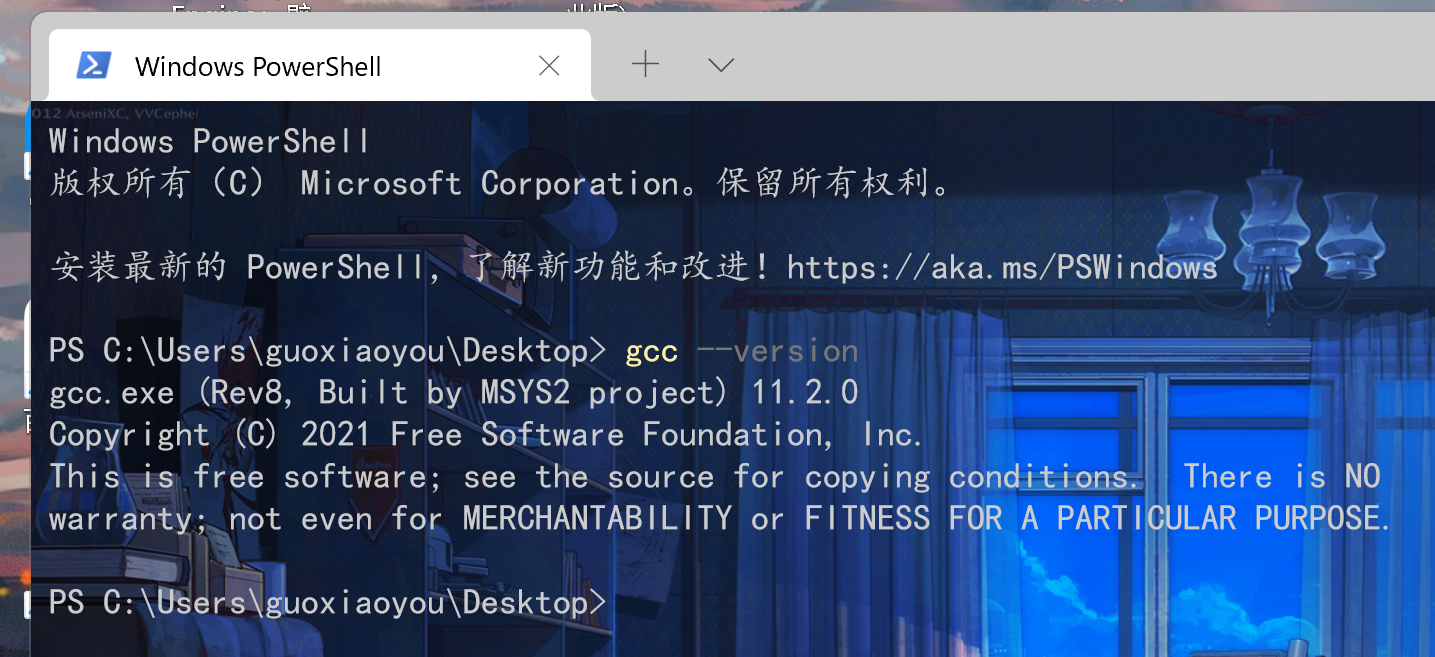 Windows PowerShell
012 ArseniXC, VVCephei
Windows PowerShell
版权所有（C） Microsoft Corporation。保留所有权利。
安装最新的 PowerShell，了解新功能和改进！https://aka.ms/PSWindows
PS C:\Users\guoxiaoyou\Desktop> gcc --version
gcc.exe (Rev8, Built by MSYS2 project) 11.2.0
Copyright (C) 2021 Free Software Foundation, Inc.
This is free software; see the source for copying conditions.  There is NO
warranty; not even for MERCHANTABILITY or FITNESS FOR A PARTICULAR PURPOSE.
PS C:\Users\guoxiaoyou\Desktop>